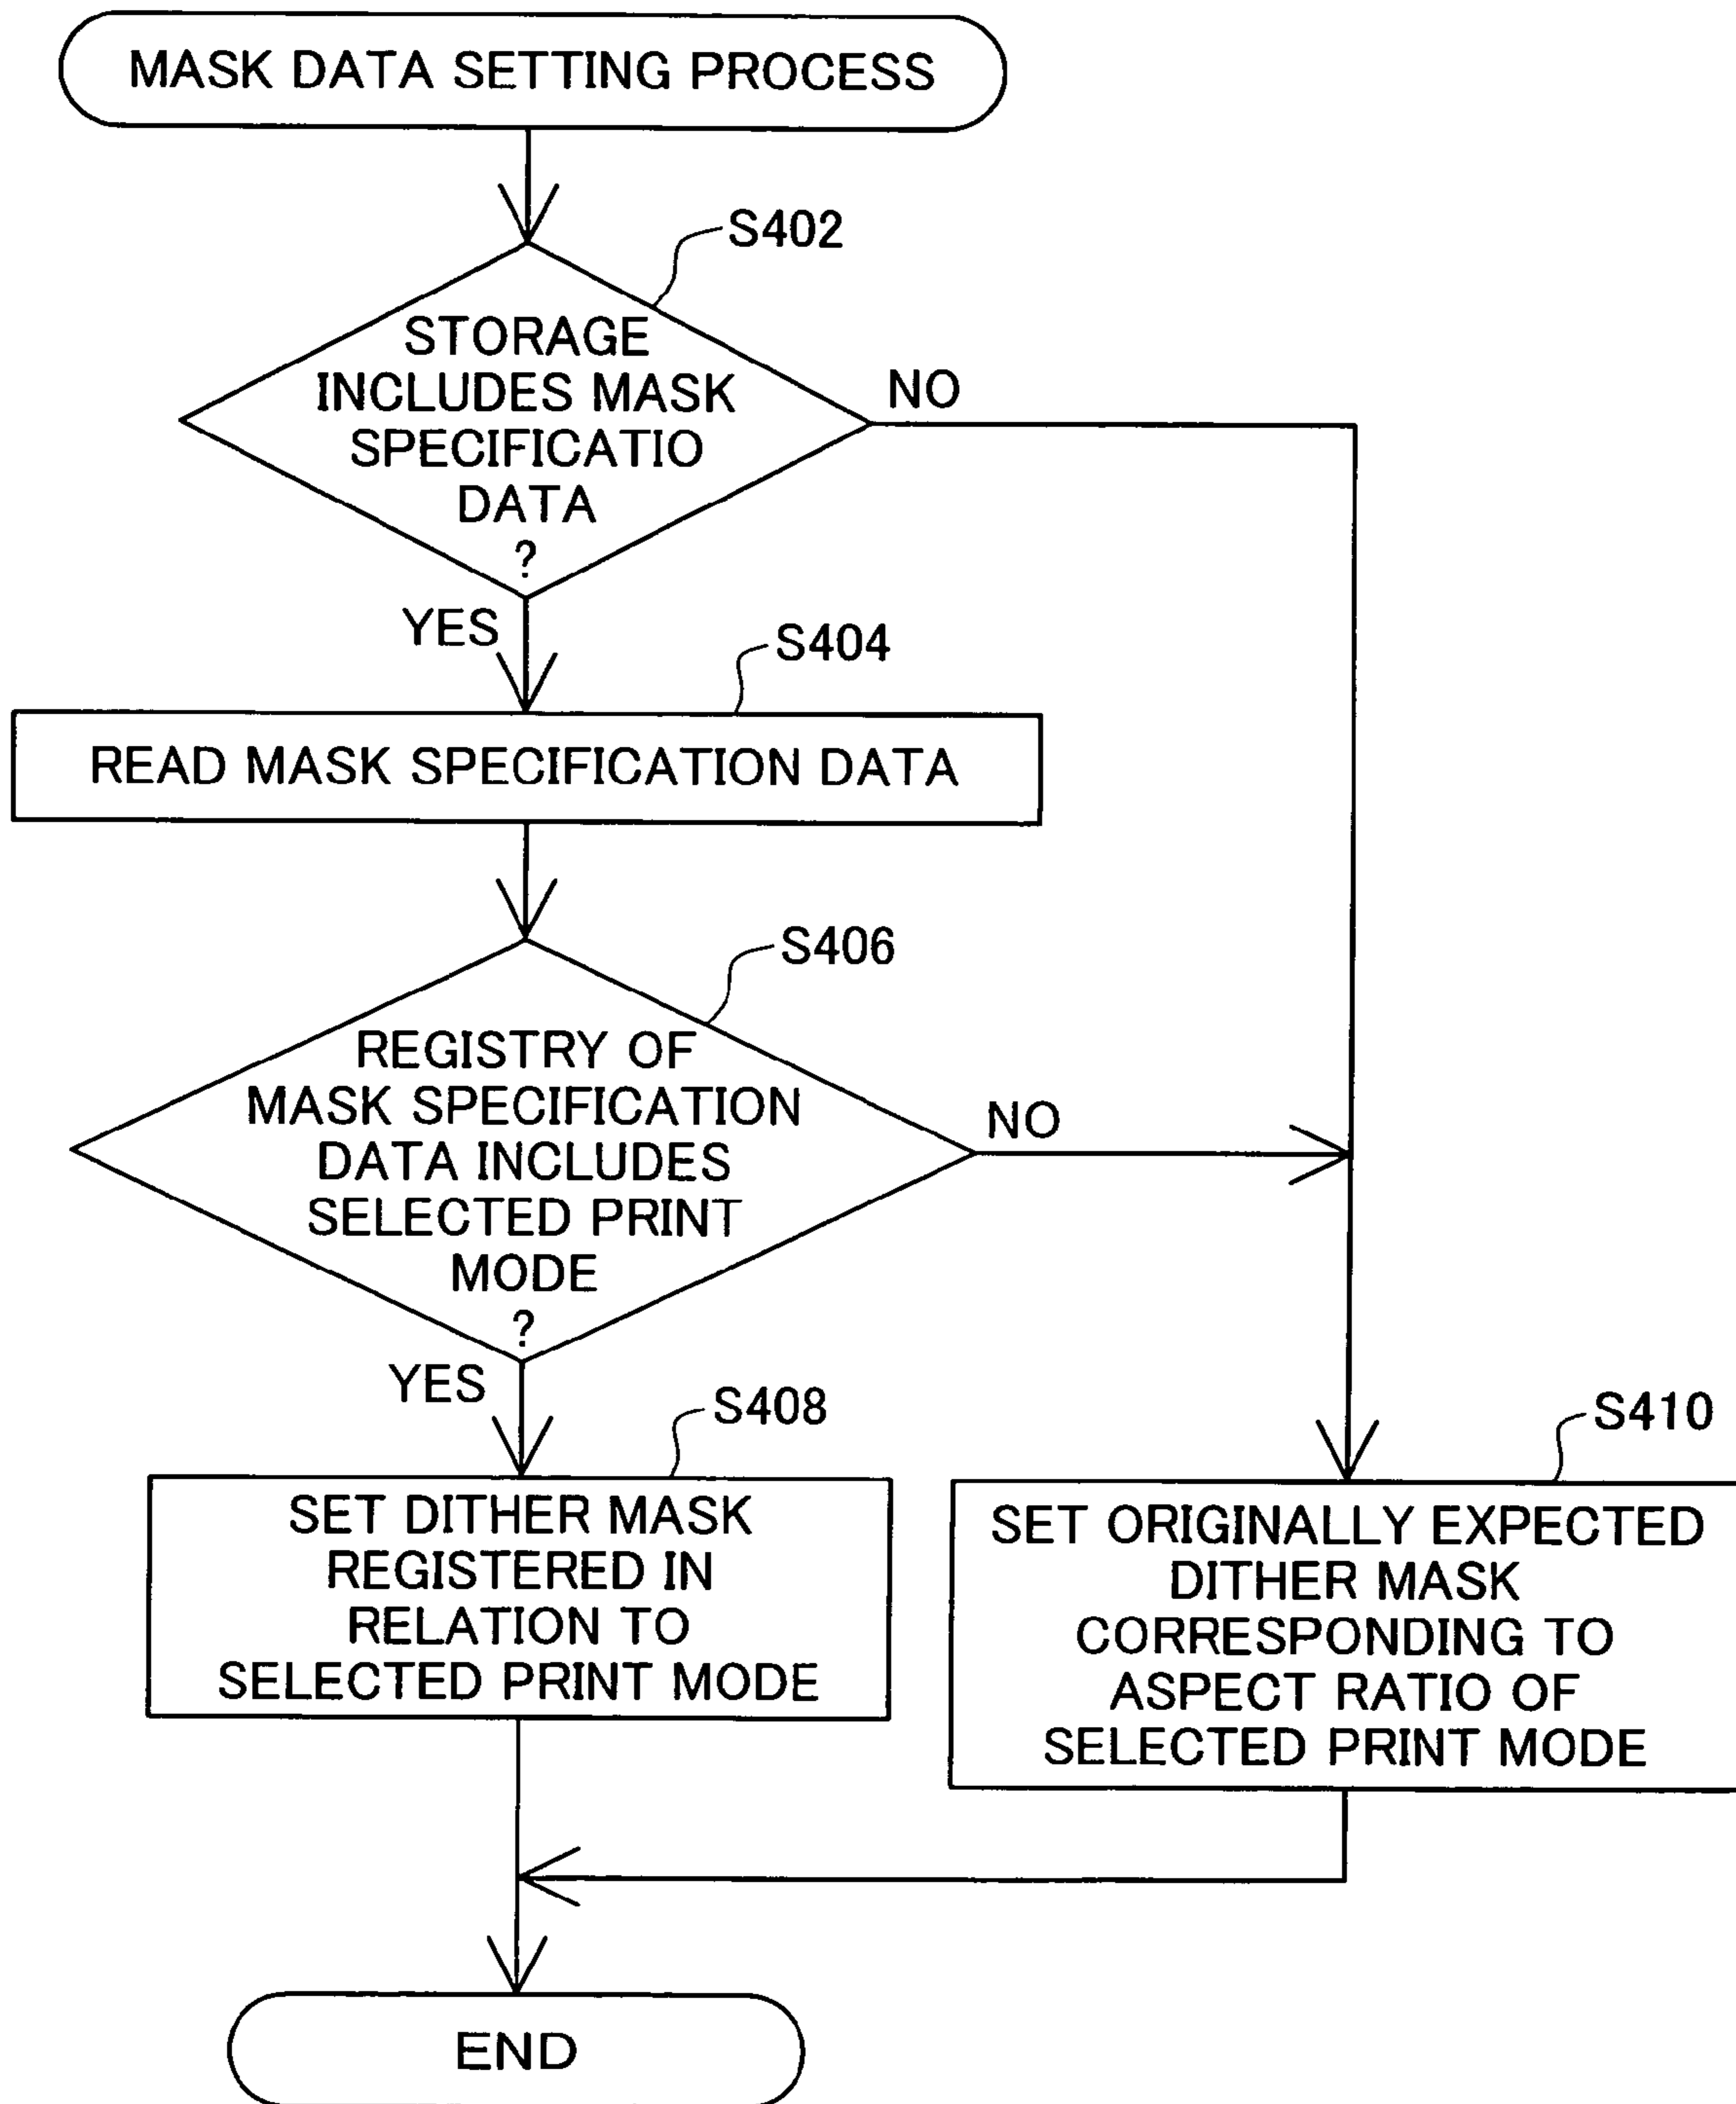 MASK DATA SETTING PROCESS
S402
STORAGE
INCLUDES MASK
SPECIFICATIO
DATA
?
NO
YES
S404
READ MASK SPECIFICATION DATA
S406
REGISTRY OF
MASK SPECIFICATION
DATA INCLUDES
SELECTED PRINT
MODE
?
NO
YES
S408
SET DITHER MASK
REGISTERED IN
RELATION TO
SELECTED PRINT MODE
S410
SET ORIGINALLY EXPECTED
DITHER MASK
CORRESPONDING TO
ASPECT RATIO OF
SELECTED PRINT MODE
END